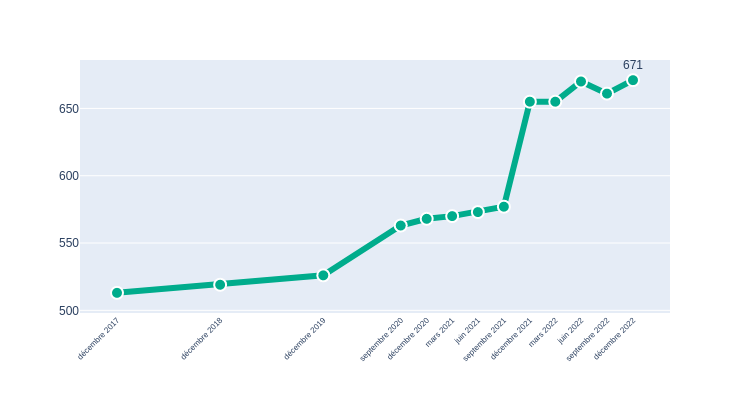 671
650
600
550
500
décembre 2017
décembre 2018
décembre 2019
septembre 2020
décembre 2020
mars 2021
juin 2021
septembre 2021
décembre 2021
mars 2022
juin 2022
septembre 2022
décembre 2022